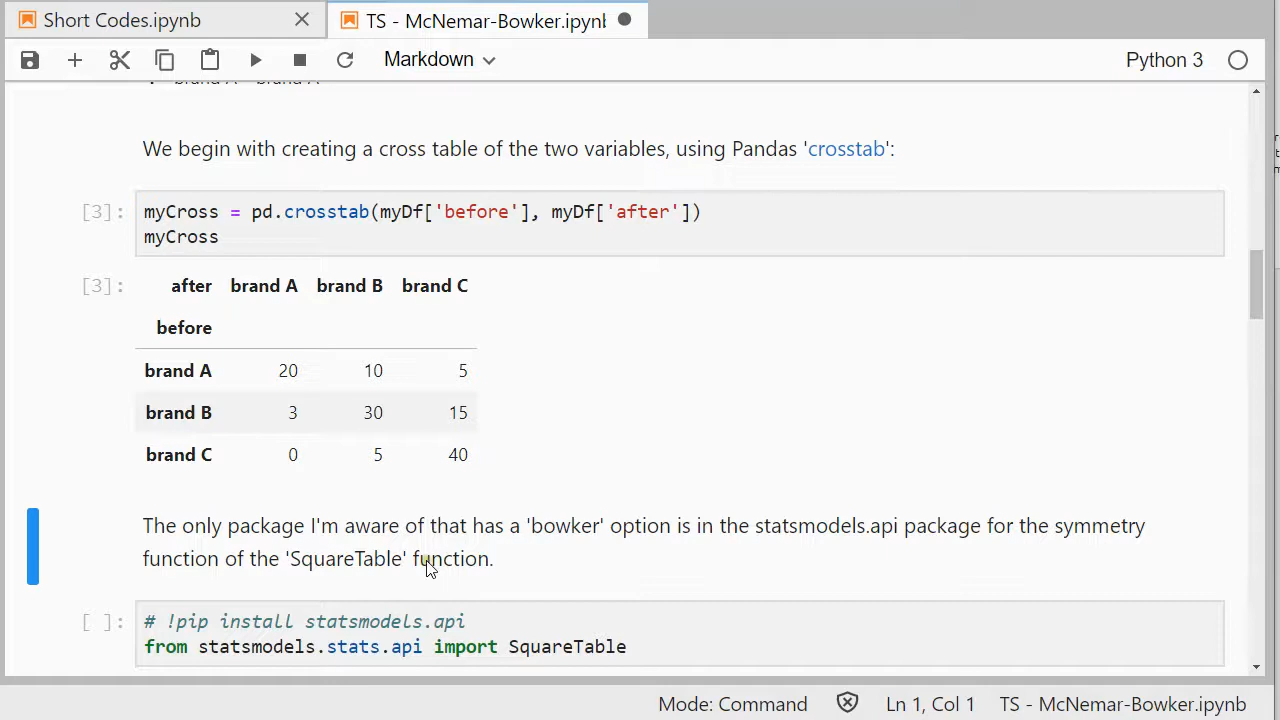 Short Codes.ipynb
TS - McNemar-Bowker.ipynb
Markdown
Python 3
We begin with creating a cross table of the two variables, using Pandas 'crosstab':
[3]: myCross = pd.crosstab(myDf['before'], myDf['after'])
myCross
[3]: after brand A brand B brand C
before
brand A 20 10 5
brand B 3 30 15
brand C 0 5 40
The only package I'm aware of that has a 'bowker' option is in the statsmodels.api package for the symmetry
function of the 'SquareTable' function.
[ ]: # !pip install statsmodels.api
from statsmodels.stats.api import SquareTable
Mode: Command Ln 1, Col 1 TS - McNemar-Bowker.ipynb